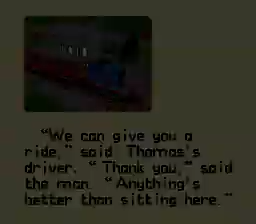 “We can give you a
ride,” said Thomas's
driver. “Thank you,” said
the man. “Anything's
better than sitting here.”